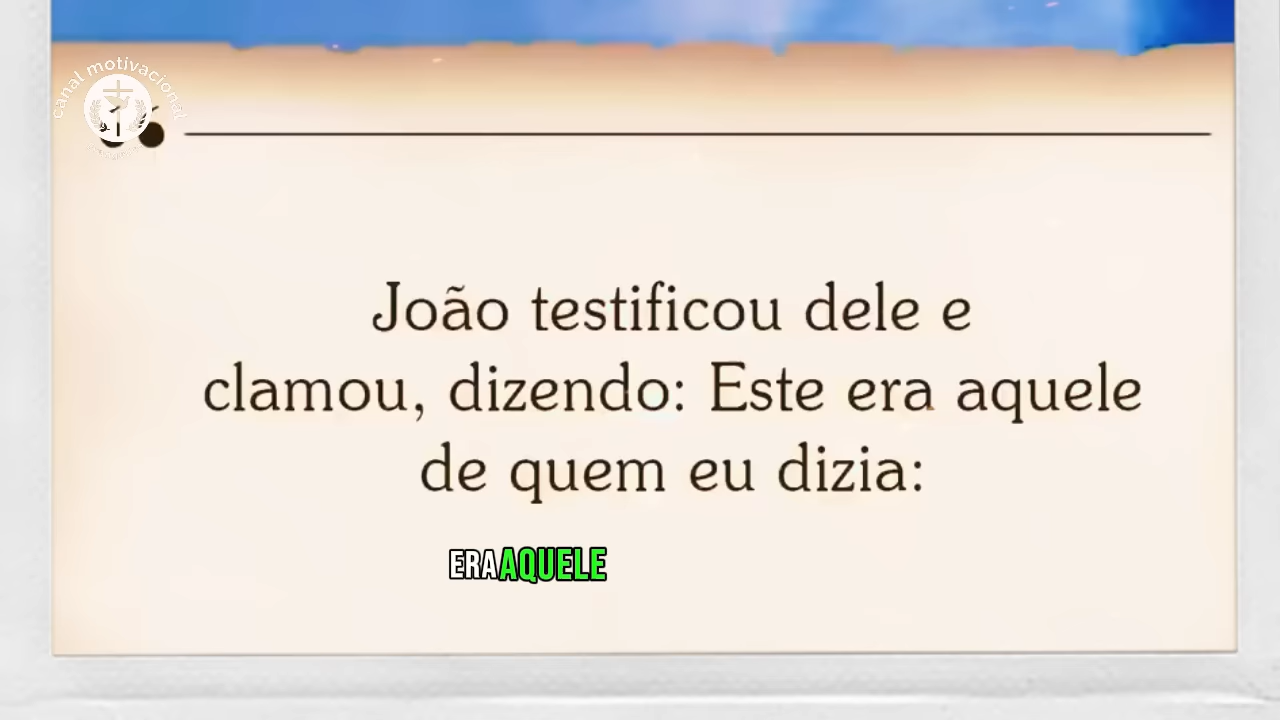 canal motivacional
João testificou dele e
clamou, dizendo: Este era aquele
de quem eu dizia:
ERA AQUELE